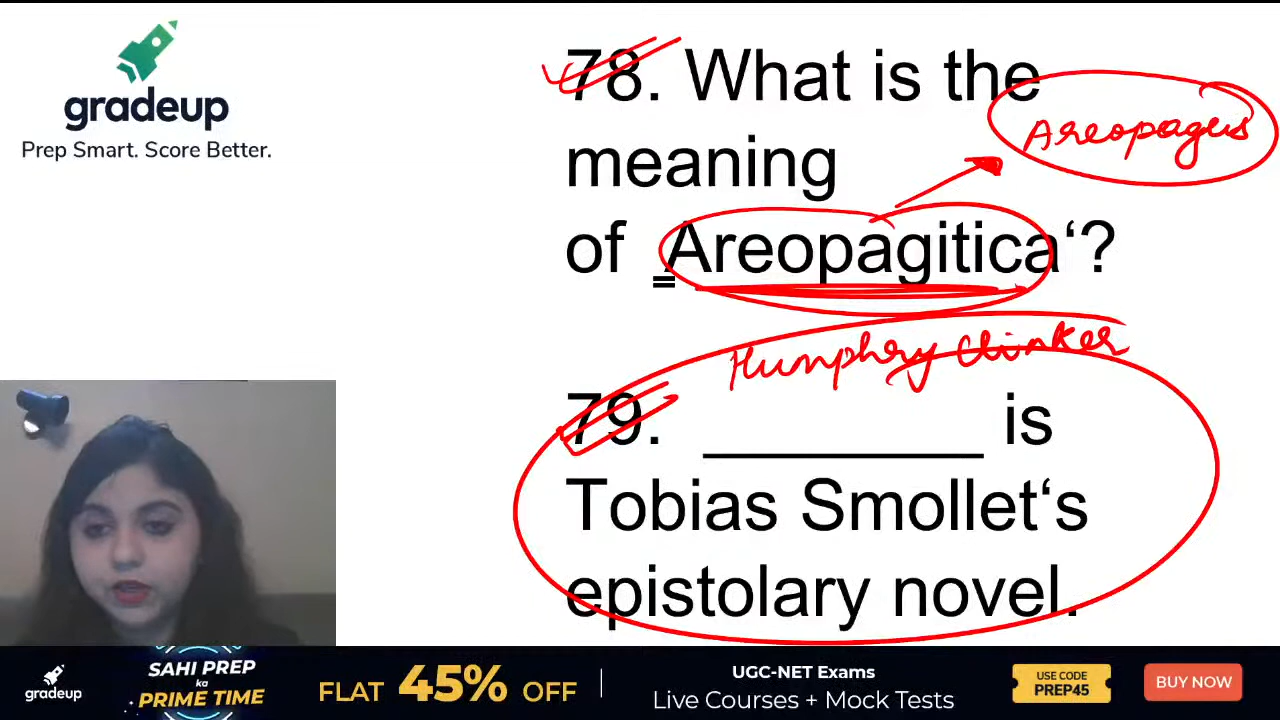 gradeup
Prep Smart. Score Better.
78. What is the
Areopagus
meaning
of ‗Areopagitica‘?
Humphry Clinker
79. ________ is
Tobias Smollet‘s
epistolary novel.
gradeup
SAHI PREP
ka
PRIME TIME
FLAT 45% OFF
UGC-NET Exams
Live Courses + Mock Tests
USE CODE
PREP45
BUY NOW